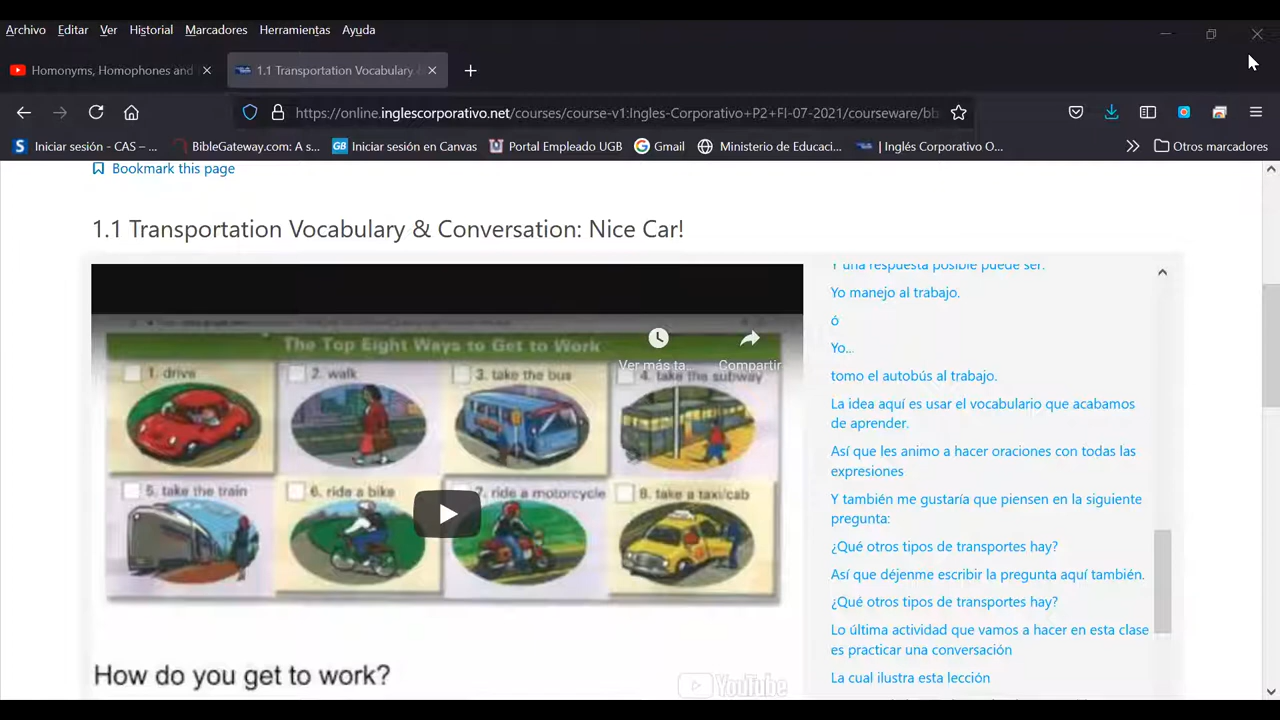 Archivo Editar Ver Historial Marcadores Herramientas Ayuda
Homonyms, Homophones and
1.1 Transportation Vocabulary &
https://online.inglescorporativo.net/courses/course-v1:Ingles-Corporativo+P2+FI-07-2021/courseware/bb
Iniciar sesión - CAS – ... BibleGateway.com: A s... Iniciar sesión en Canvas Portal Empleado UGB Gmail Ministerio de Educaci... | Inglés Corporativo O... Otros marcadores
Bookmark this page
1.1 Transportation Vocabulary & Conversation: Nice Car!
The Top Eight Ways to Get to Work
Ver más ta... Compartir
1. drive
2. walk
3. take the bus
4. take the subway
5. take the train
6. ride a bike
7. ride a motorcycle
8. take a taxi/cab
How do you get to work?
YouTube
Y una respuesta posible puede ser:
Yo manejo al trabajo.
ó
Yo...
tomo el autobús al trabajo.
La idea aquí es usar el vocabulario que acabamos
de aprender.
Así que les animo a hacer oraciones con todas las
expresiones
Y también me gustaría que piensen en la siguiente
pregunta:
¿Qué otros tipos de transportes hay?
Así que déjenme escribir la pregunta aquí también.
¿Qué otros tipos de transportes hay?
Lo última actividad que vamos a hacer en esta clase
es practicar una conversación
La cual ilustra esta lección